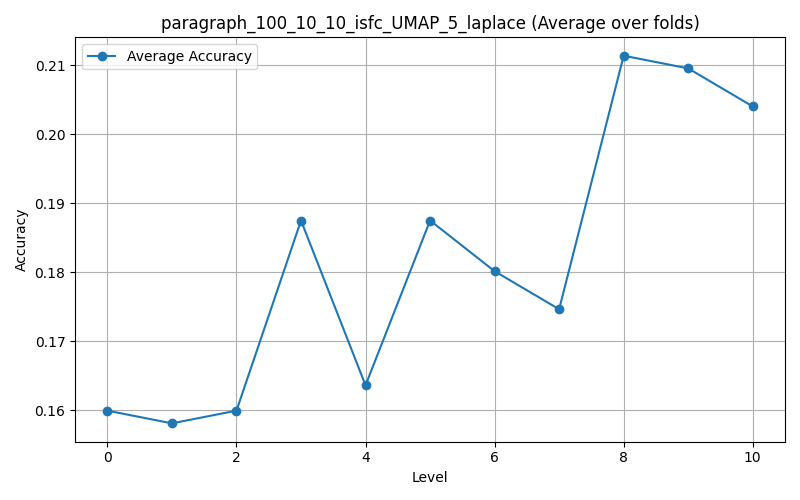 paragraph_100_10_10_isfc_UMAP_5_laplace (Average over folds)
Average Accuracy
0.21
0.20
0.19
0.18
0.17
0.16
Accuracy
0 2 4 6 8 10
Level